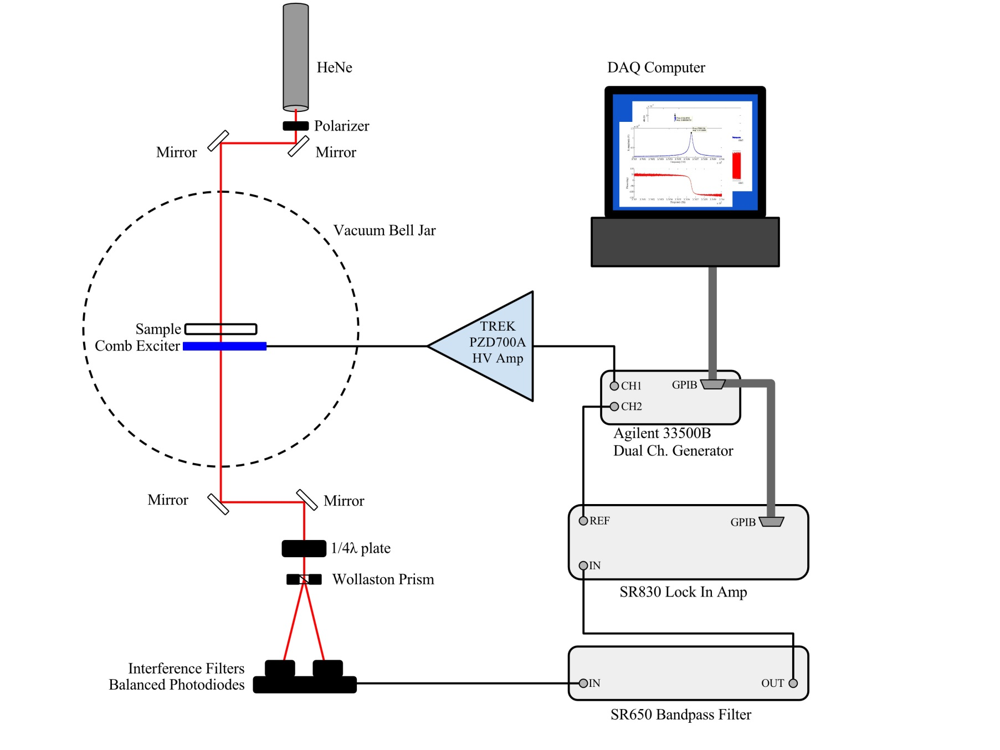 HeNe
DAQ Computer
Polarizer
Mirror
Mirror
Vacuum Bell Jar
Sample
Comb Exciter
TREK
PZD700A
HV Amp
CH1
GPIB
CH2
Agilent 33500B
Dual Ch. Generator
Mirror
Mirror
REF
GPIB
1/4λ plate
IN
Wollaston Prism
SR830 Lock In Amp
Interference Filters
Balanced Photodiodes
IN
OUT
SR650 Bandpass Filter